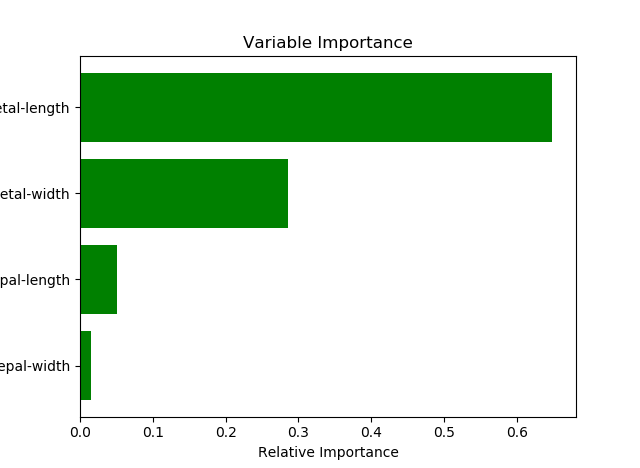 Variable Importance
etal-length
etal-width
pal-length
epal-width
0.0 0.1 0.2 0.3 0.4 0.5 0.6
Relative Importance